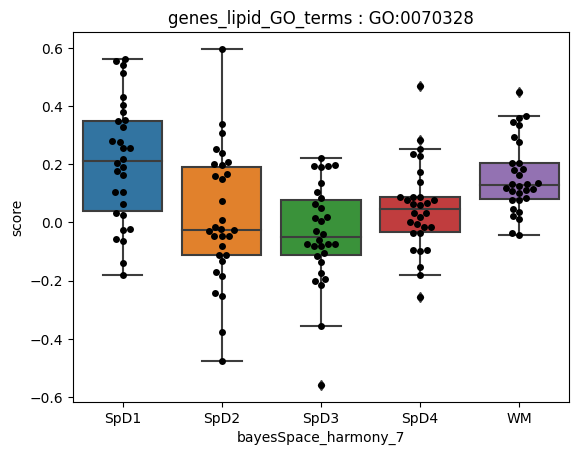 genes_lipid_GO_terms : GO:0070328
score
0.6
0.4
0.2
0.0
−0.2
−0.4
−0.6
SpD1 SpD2 SpD3 SpD4 WM
bayesSpace_harmony_7